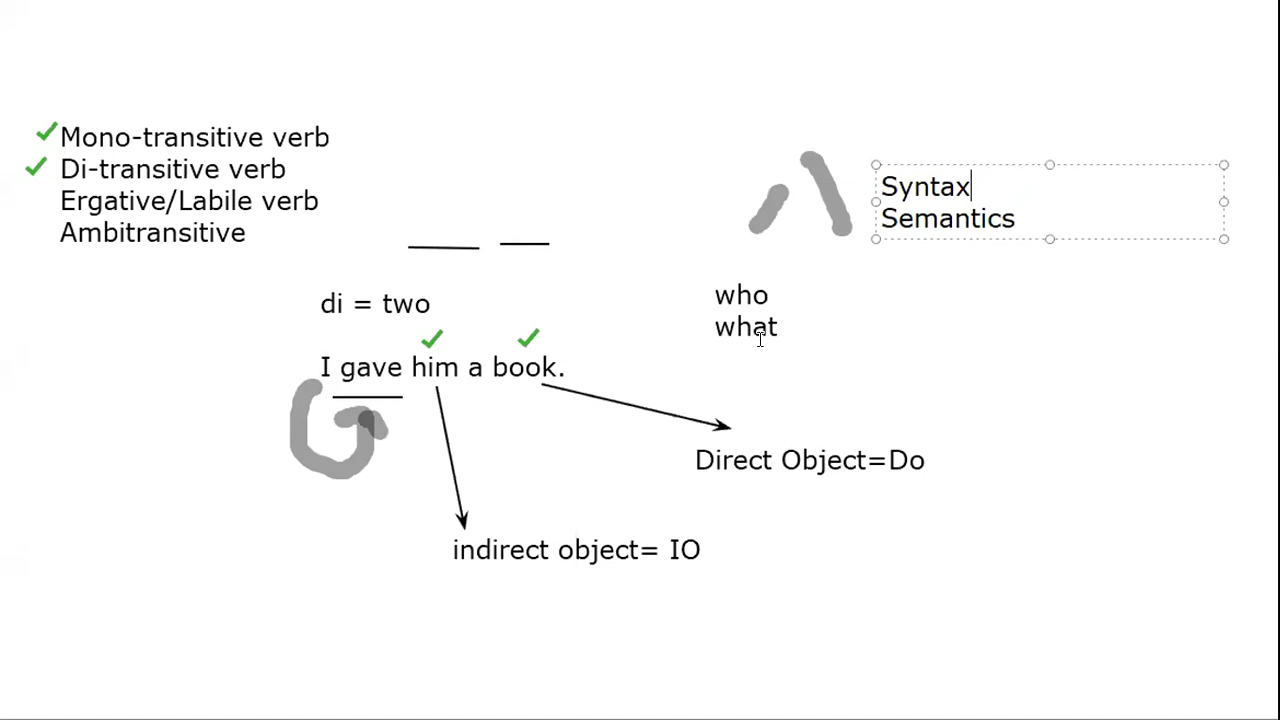 Mono-transitive verb
Di-transitive verb
Ergative/Labile verb
Ambitransitive
Syntax
Semantics
di = two
who
what
I gave him a book.
Direct Object=Do
indirect object= IO